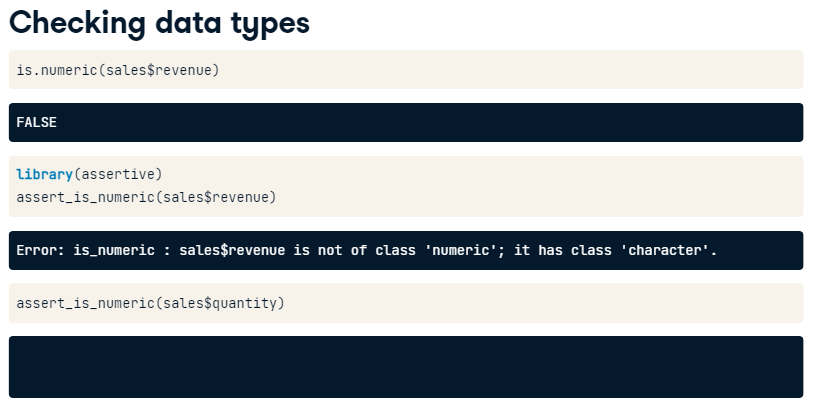 Checking data types
is.numeric(sales$revenue)
FALSE
library(assertive)
assert_is_numeric(sales$revenue)
Error: is_numeric : sales$revenue is not of class 'numeric'; it has class 'character'.
assert_is_numeric(sales$quantity)